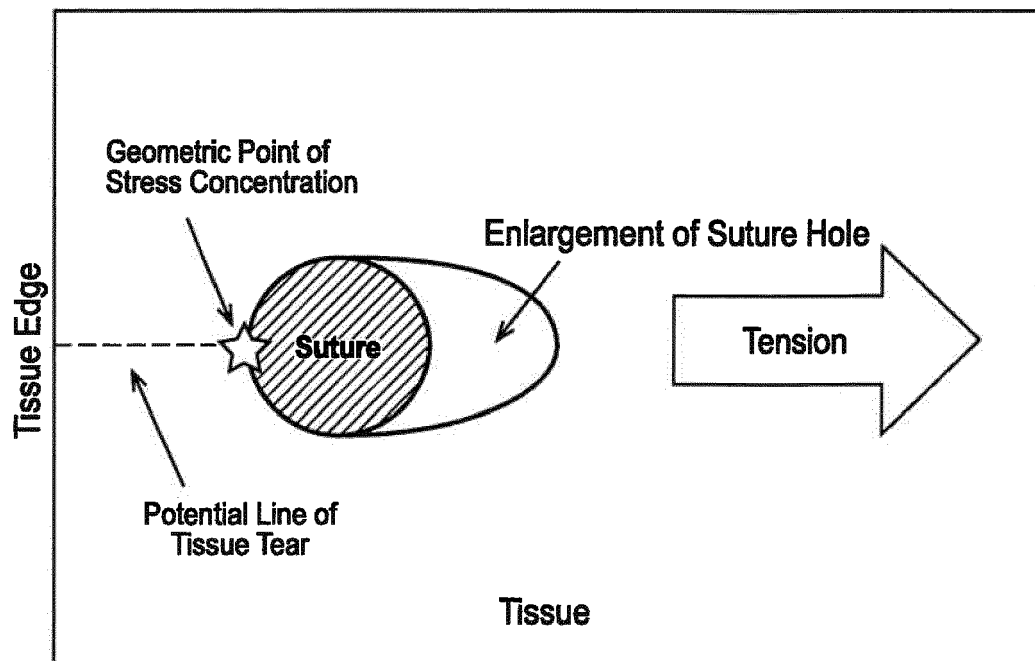 Geometric Point of
Stress Concentration
Enlargement of Suture Hole
Tissue Edge
Suture
Tension
Potential Line of
Tissue Tear
Tissue